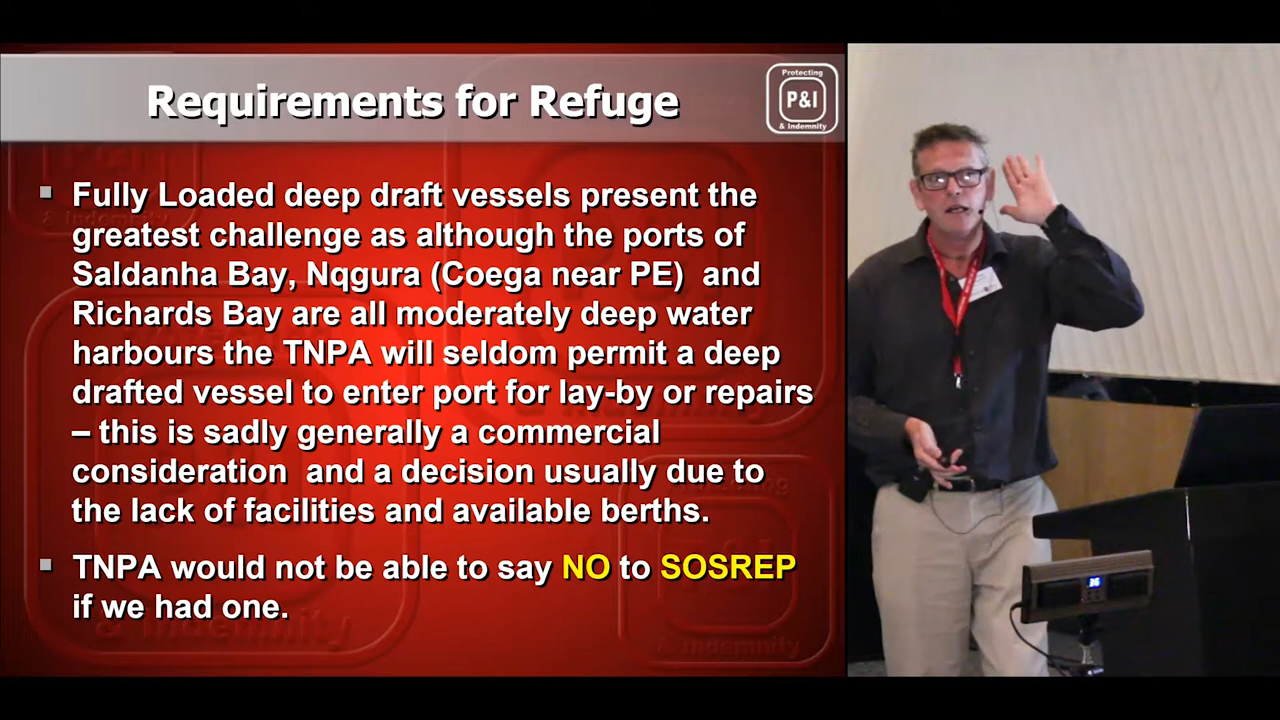 Requirements for Refuge
Protecting
P&I
& Indemnity
▪ Fully Loaded deep draft vessels present the
greatest challenge as although the ports of
Saldanha Bay, Nqgura (Coega near PE)  and
Richards Bay are all moderately deep water
harbours the TNPA will seldom permit a deep
drafted vessel to enter port for lay-by or repairs
– this is sadly generally a commercial
consideration  and a decision usually due to
the lack of facilities and available berths.
▪ TNPA would not be able to say NO to SOSREP
if we had one.